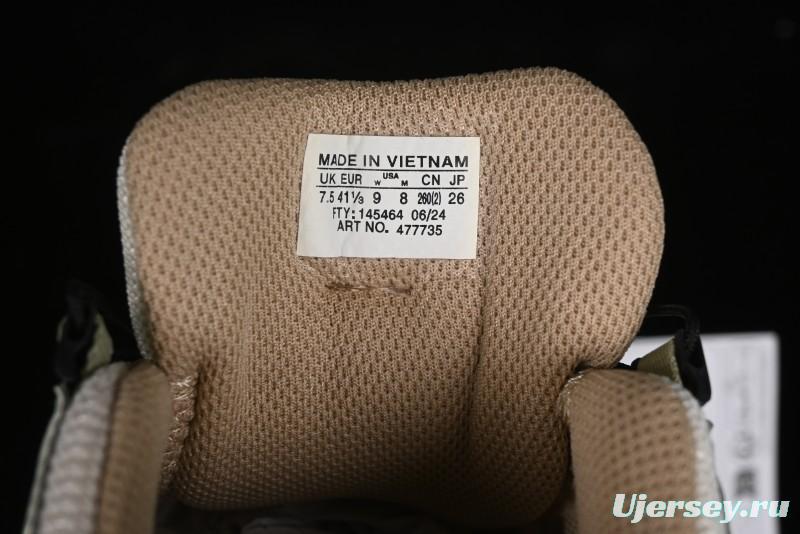 MADE IN VIETNAM
UK EUR W USA M CN JP
7.5 41⅓ 9 8 260(2) 26
FTY: 145464 06/24
ART NO. 477735
Ujersey.ru